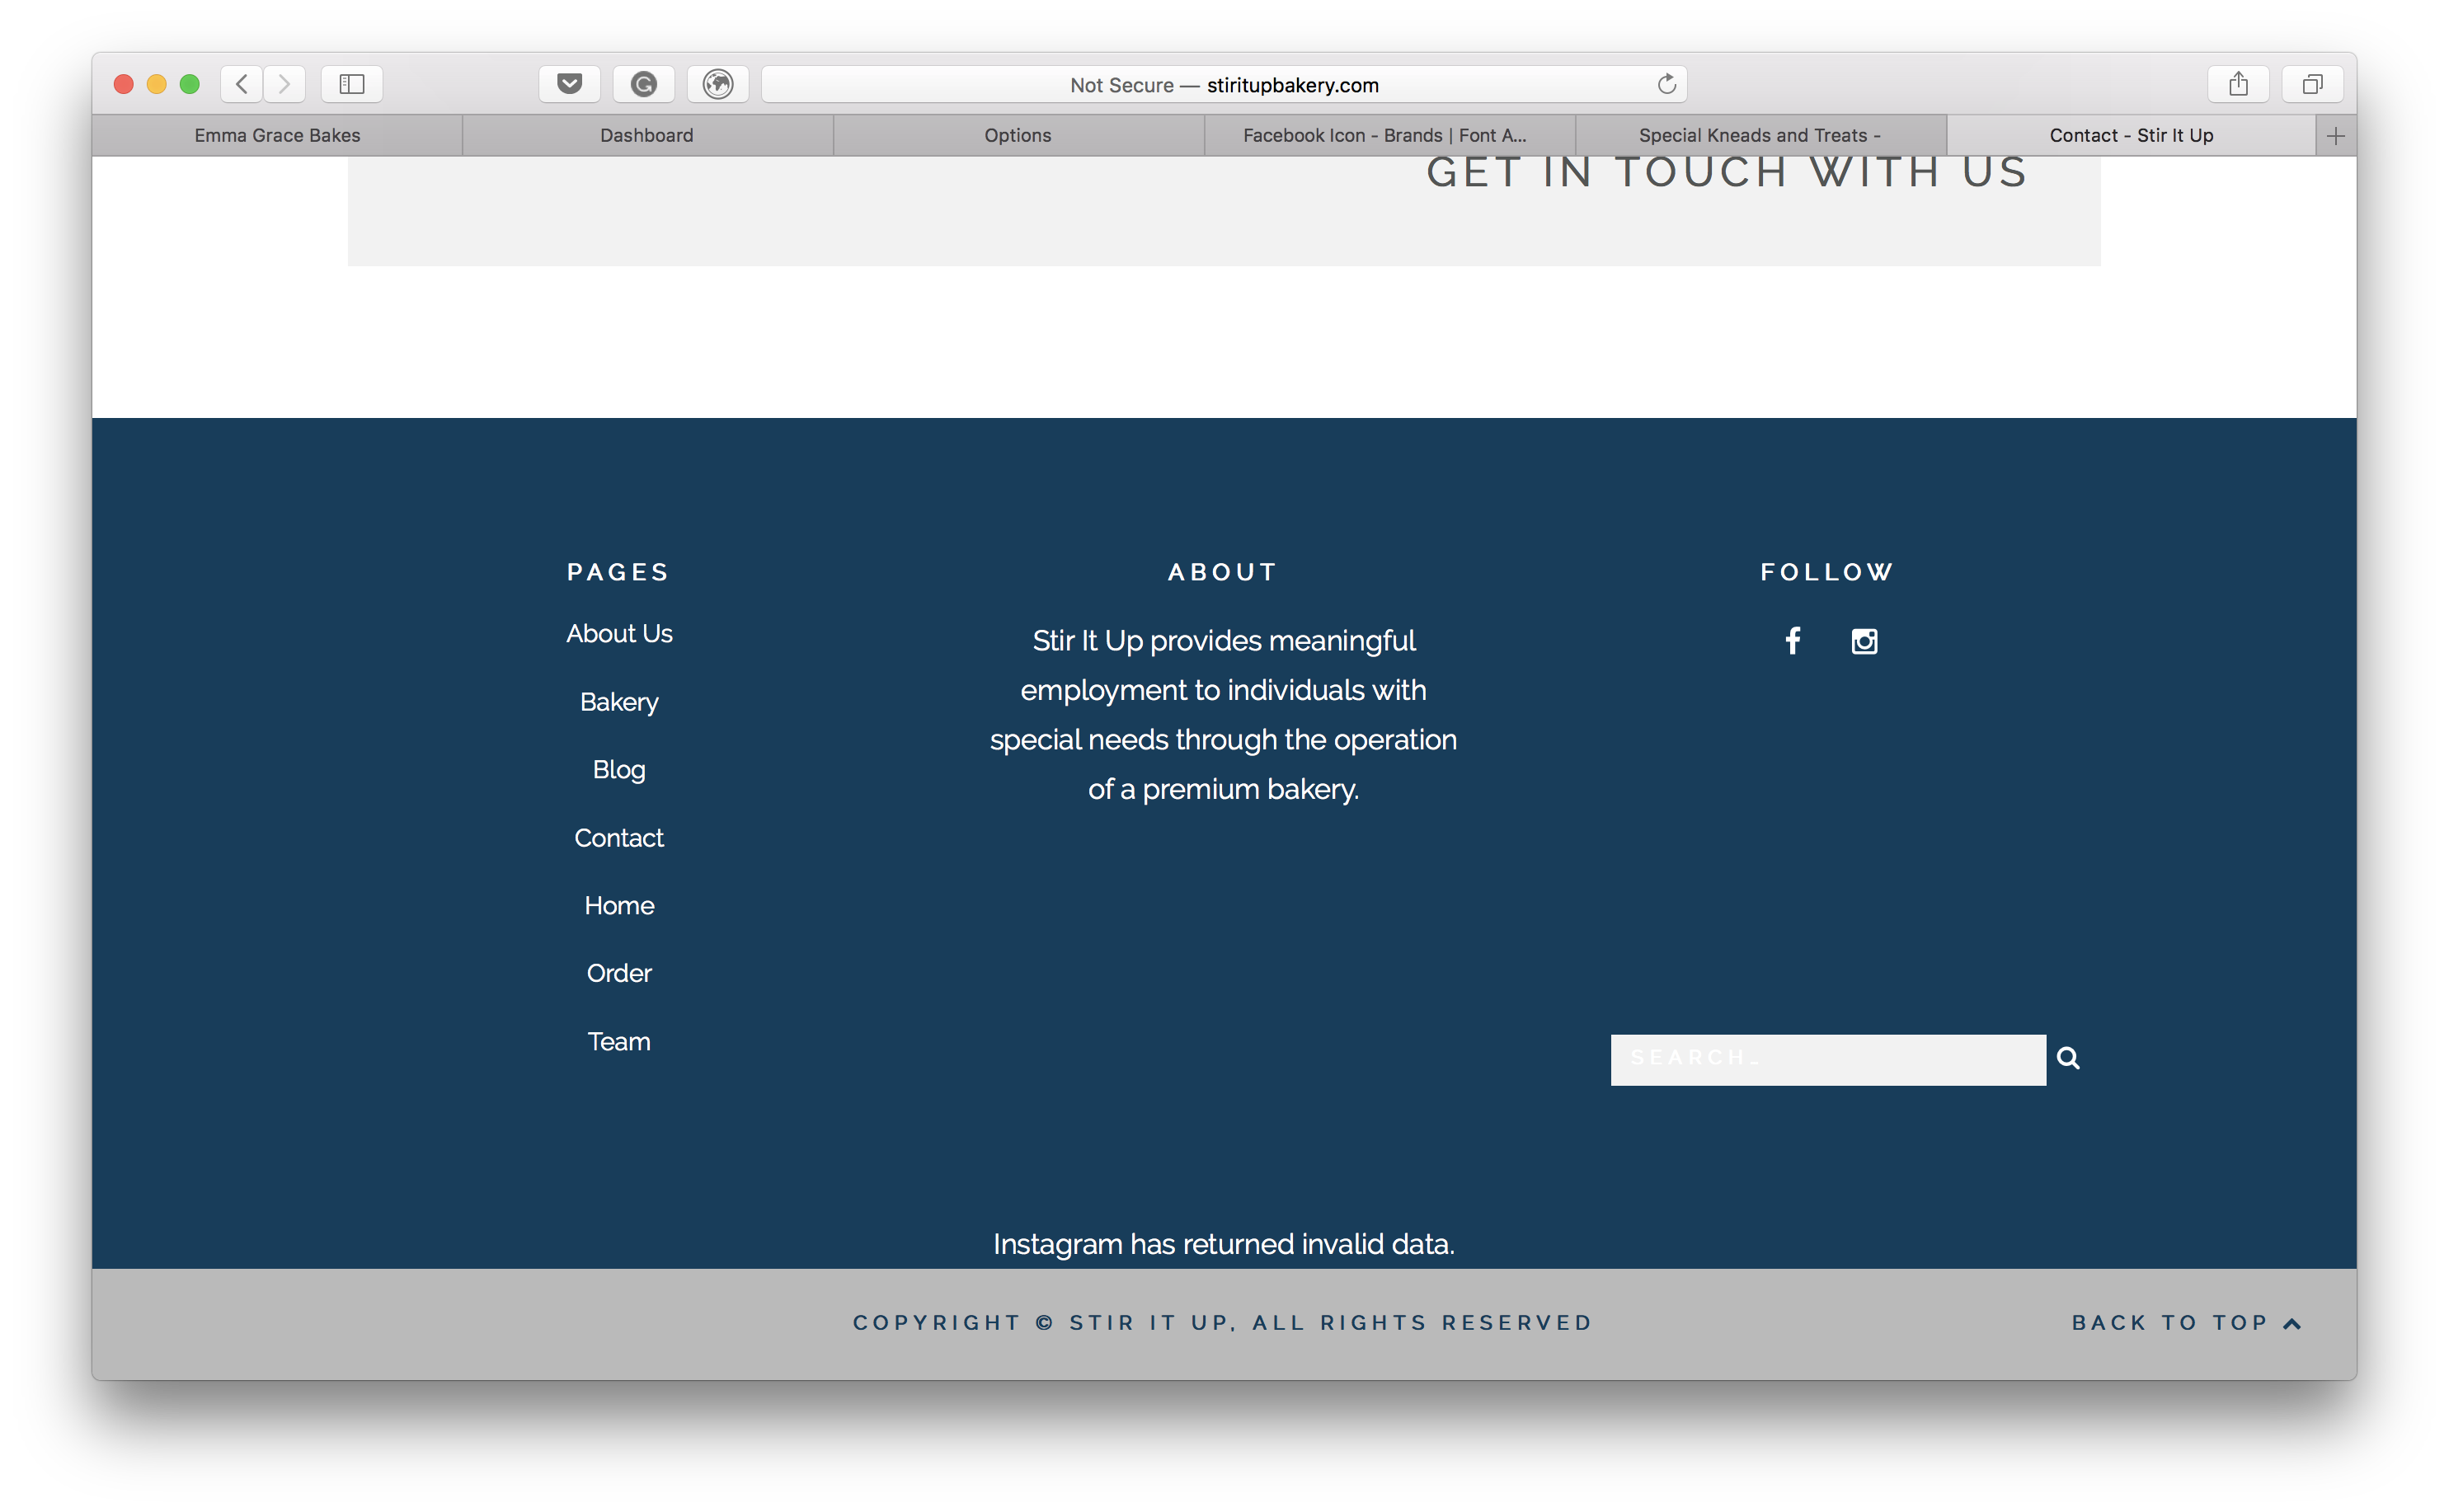 Not Secure — stiritupbakery.com
Emma Grace Bakes
Dashboard
Options
Facebook Icon - Brands | Font A...
Special Kneads and Treats -
Contact - Stir It Up
GET IN TOUCH WITH US
PAGES
About Us
Bakery
Blog
Contact
Home
Order
Team
ABOUT
Stir It Up provides meaningful
employment to individuals with
special needs through the operation
of a premium bakery.
FOLLOW
SEARCH…
Instagram has returned invalid data.
COPYRIGHT © STIR IT UP, ALL RIGHTS RESERVED
BACK TO TOP